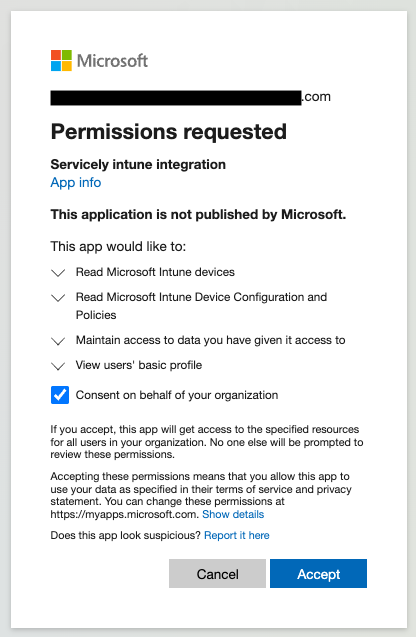 Microsoft
.com
Permissions requested
Servicely intune integration
App info
This application is not published by Microsoft.
This app would like to:
Read Microsoft Intune devices
Read Microsoft Intune Device Configuration and
Policies
Maintain access to data you have given it access to
View users' basic profile
Consent on behalf of your organization
If you accept, this app will get access to the specified resources
for all users in your organization. No one else will be prompted to
review these permissions.
Accepting these permissions means that you allow this app to
use your data as specified in their terms of service and privacy
statement. You can change these permissions at
https://myapps.microsoft.com. Show details
Does this app look suspicious? Report it here
Cancel
Accept